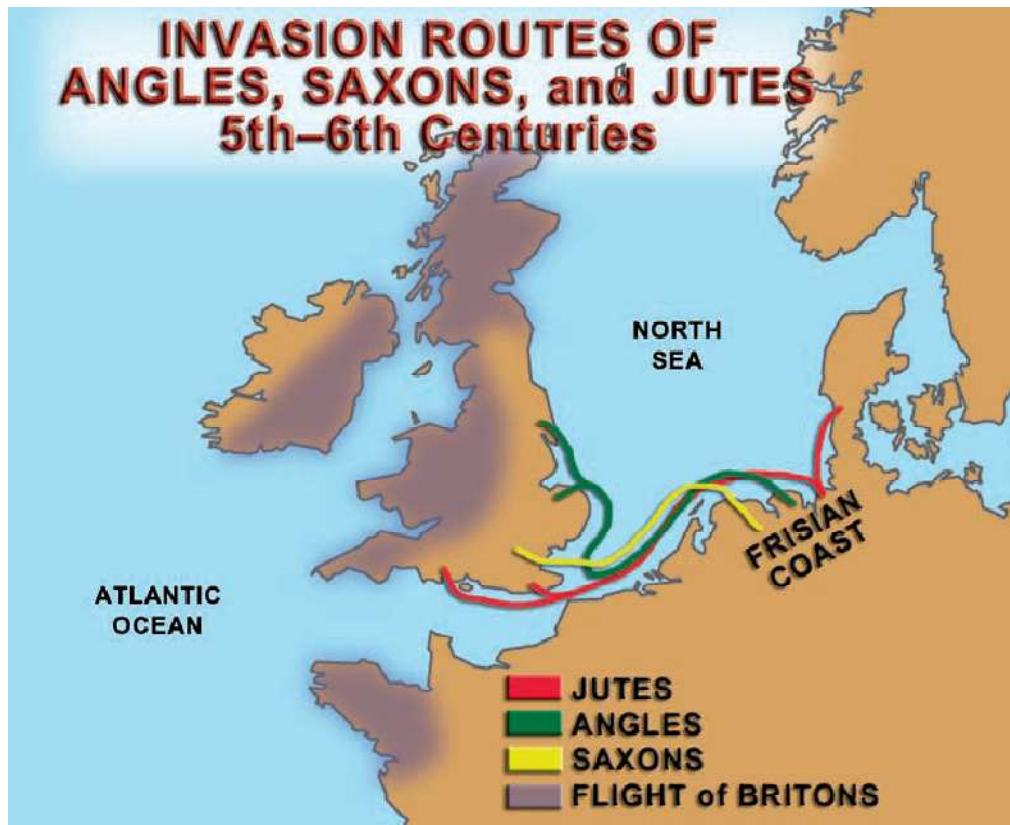 INVASION ROUTES OF
ANGLES, SAXONS, and JUTES
5th–6th Centuries
NORTH
SEA
FRISIAN
COAST
ATLANTIC
OCEAN
JUTES
ANGLES
SAXONS
FLIGHT of BRITONS